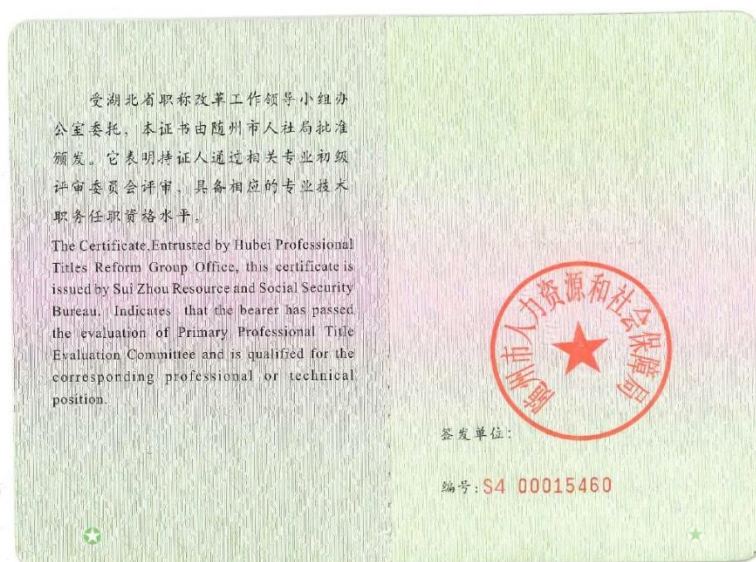 受湖北省职称改革工作领导小组办
公室委托，本证书由随州市人社局批准
颁发。它表明持证人通过相关专业初级
评审委员会评审，具备相应的专业技术
职务任职资格水平。
The Certificate,Entrusted by Hubei Professional
Titles Reform Group Office, this certificate is
issued by Sui Zhou Resource and Social Security
Bureau. Indicates that the bearer has passed
the evaluation of Primary Professional Title
Evaluation Committee and is qualified for the
corresponding professional or technical
position.
随州市人力资源和社会保障局
签发单位：
编号：S4 00015460